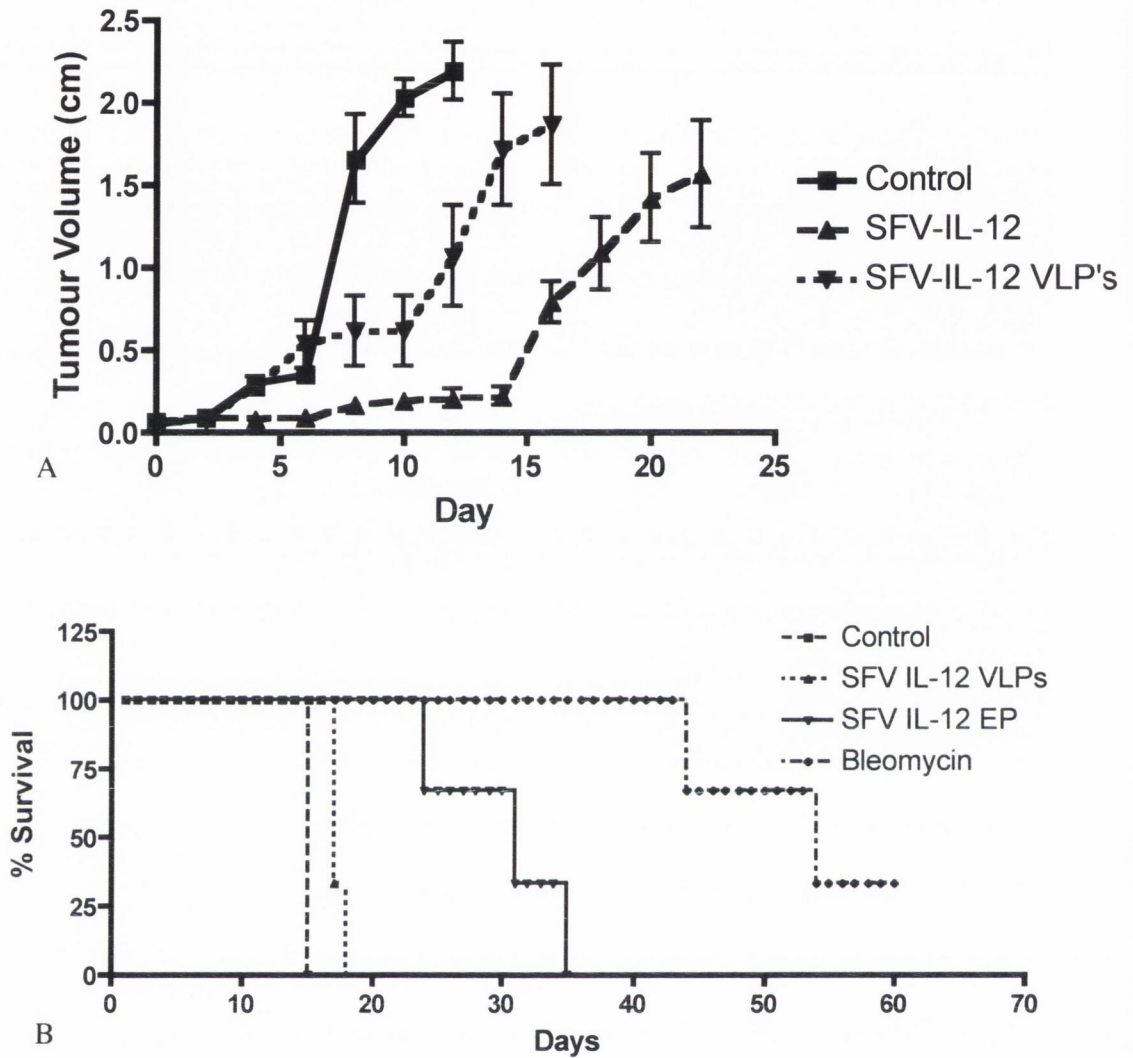 2.5
2.0
1.5
1.0
0.5
0.0
Tumour Volume (cm)
0 5 10 15 20 25
Day
Control
SFV-IL-12
SFV-IL-12 VLP's
A
125
100
75
50
25
0
% Survival
0 10 20 30 40 50 60 70
Days
Control
SFV IL-12 VLPs
SFV IL-12 EP
Bleomycin
B